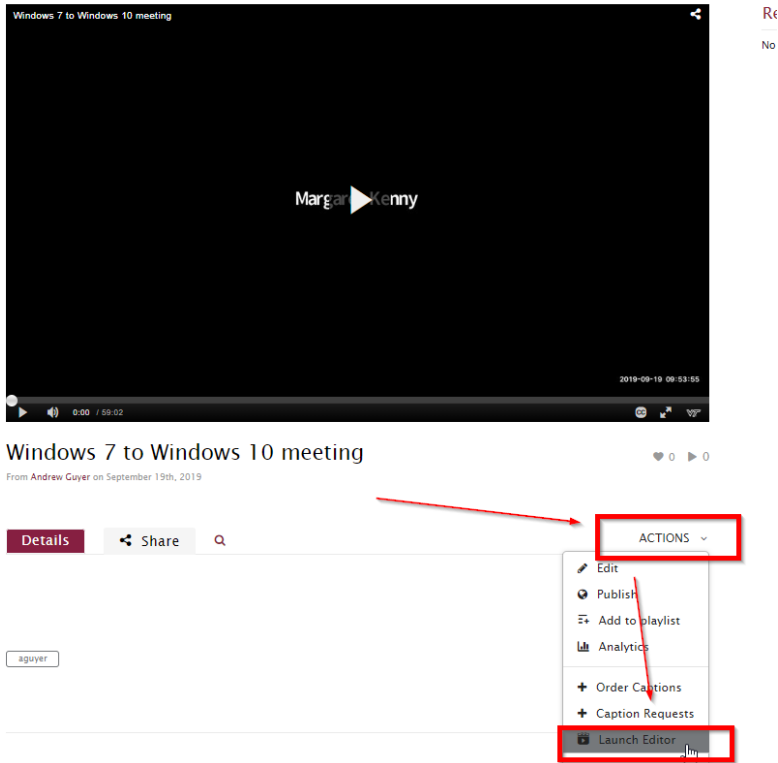 Windows 7 to Windows 10 meeting
Re
No
Margaret Kenny
2019-09-19 09:53:55
0:00 / 59:02
CC
Windows 7 to Windows 10 meeting
0 0
From Andrew Guyer on September 19th, 2019
Details Share ACTIONS
Edit
Publish
Add to playlist
Analytics
aguyer
Order Captions
Caption Requests
Launch Editor